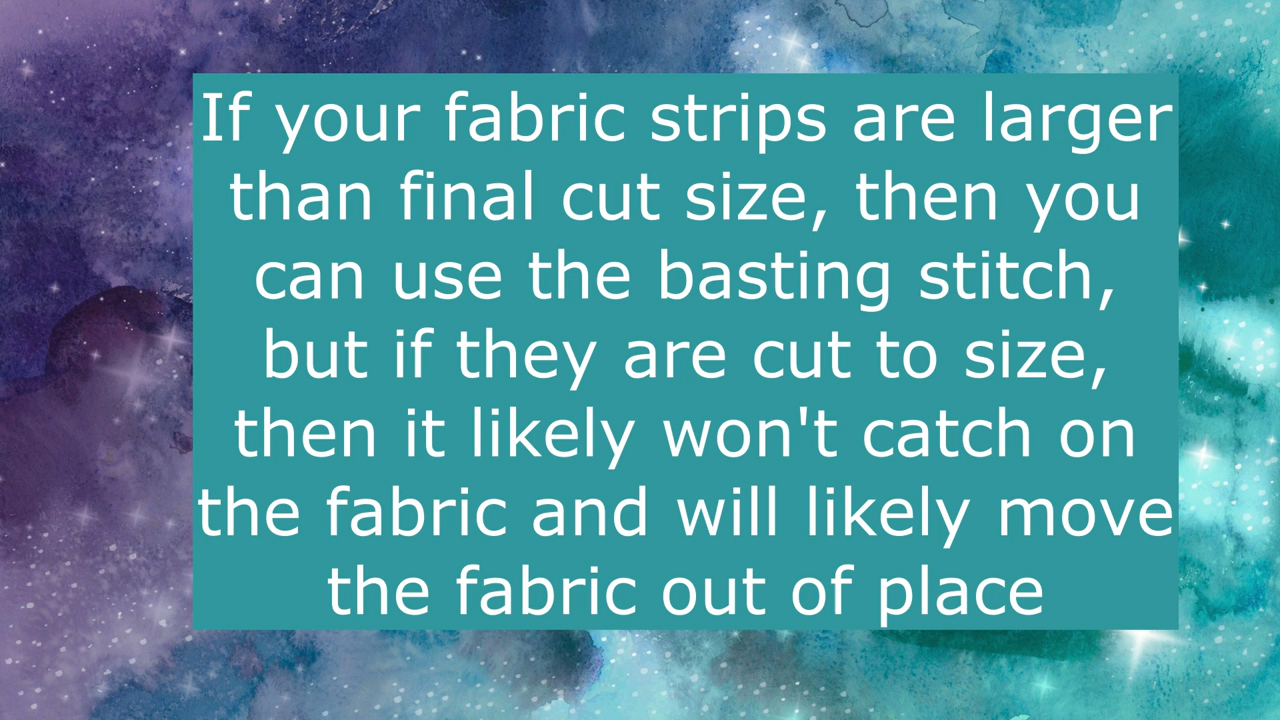 If your fabric strips are larger
than final cut size, then you
can use the basting stitch,
but if they are cut to size,
then it likely won't catch on
the fabric and will likely move
the fabric out of place